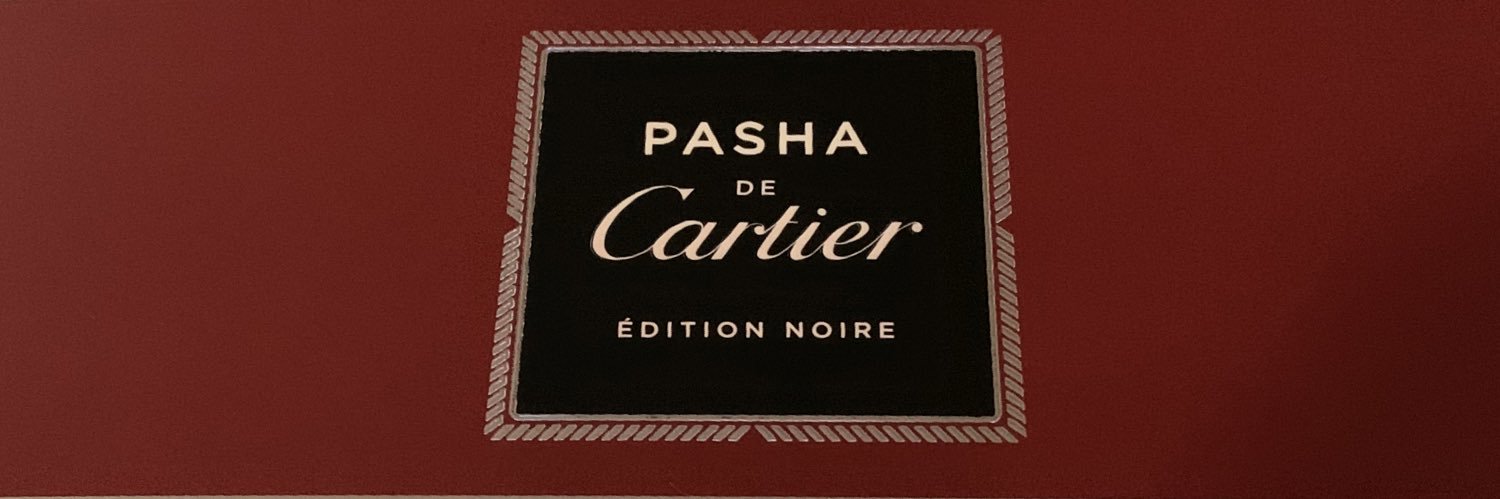 PASHA
DE
Cartier
ÉDITION NOIRE